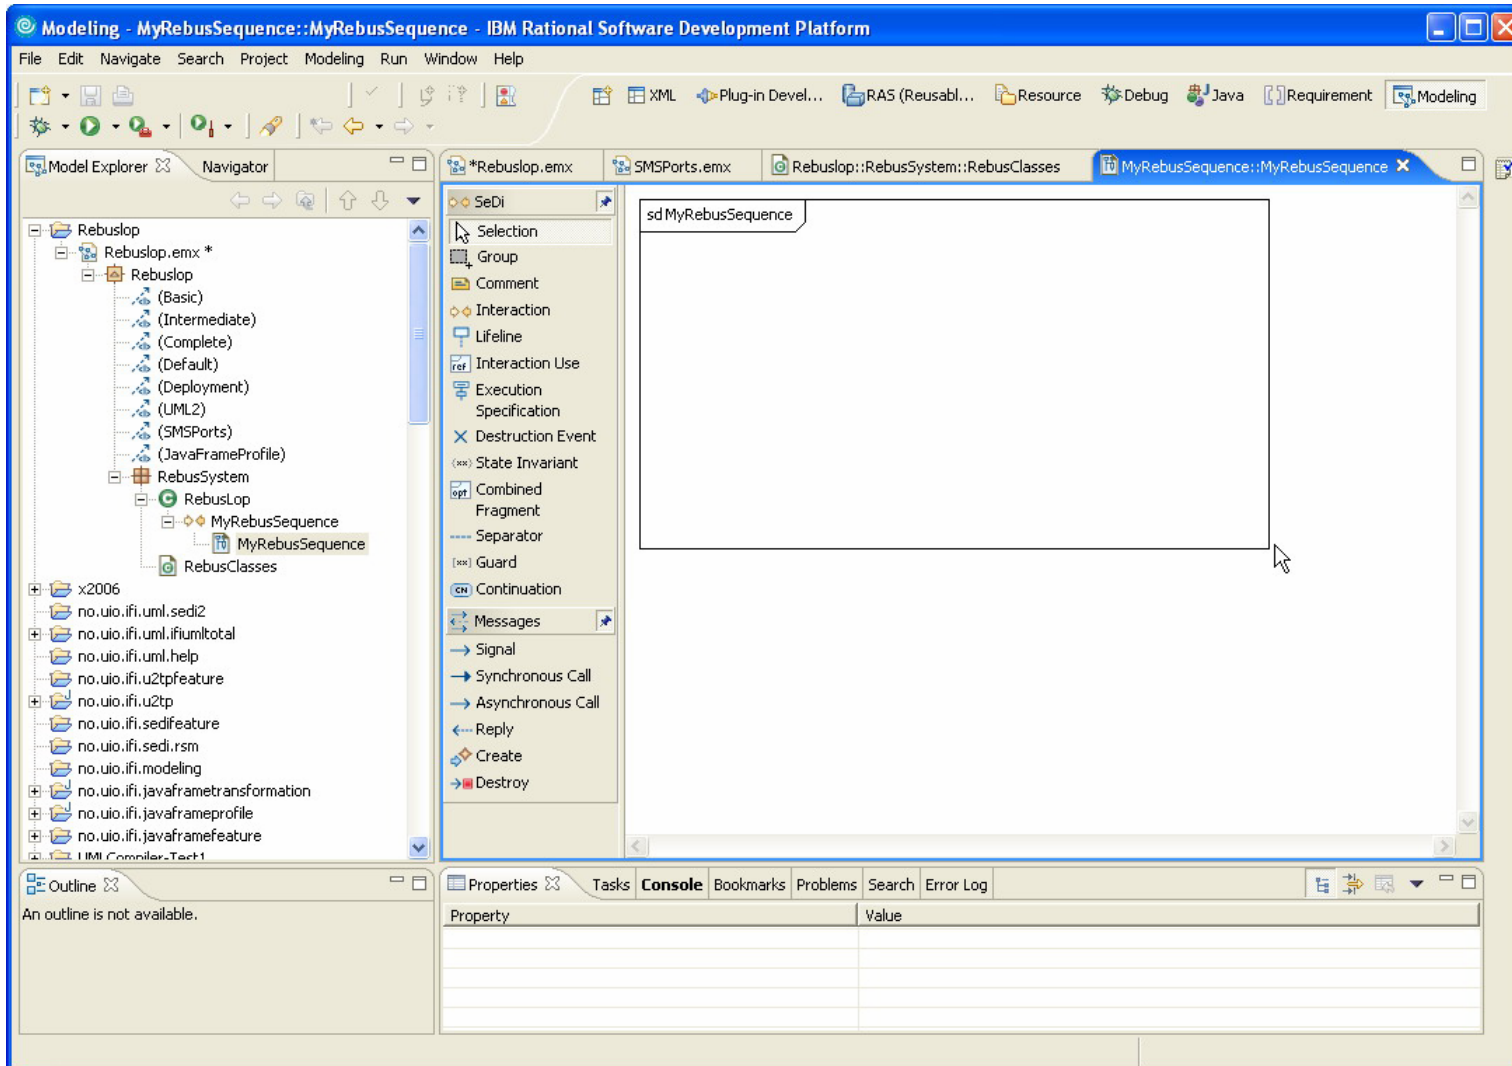 Modeling - MyRebusSequence::MyRebusSequence - IBM Rational Software Development Platform
File Edit Navigate Search Project Modeling Run Window Help
XML Plug-in Devel... RAS (Reusabl... Resource Debug Java Requirement Modeling
Model Explorer Navigator
*Rebuslop.emx SMSPorts.emx Rebuslop::RebusSystem::RebusClasses MyRebusSequence::MyRebusSequence
Rebuslop
Rebuslop.emx *
Rebuslop
(Basic)
(Intermediate)
(Complete)
(Default)
(Deployment)
(UML2)
(SMSPorts)
(JavaFrameProfile)
RebusSystem
RebusLop
MyRebusSequence
MyRebusSequence
RebusClasses
x2006
no.uio.ifi.uml.sedi2
no.uio.ifi.uml.ifiumltotal
no.uio.ifi.uml.help
no.uio.ifi.u2tpfeature
no.uio.ifi.u2tp
no.uio.ifi.sedifeature
no.uio.ifi.sedi.rsm
no.uio.ifi.modeling
no.uio.ifi.javaframetransformation
no.uio.ifi.javaframeprofile
no.uio.ifi.javaframefeature
UMLCompiler-Test1
SeDi
Selection
Group
Comment
Interaction
Lifeline
ref Interaction Use
Execution
Specification
Destruction Event
State Invariant
opt Combined
Fragment
Separator
Guard
CN Continuation
Messages
Signal
Synchronous Call
Asynchronous Call
Reply
Create
Destroy
sd MyRebusSequence
Outline
An outline is not available.
Properties Tasks Console Bookmarks Problems Search Error Log
Property Value